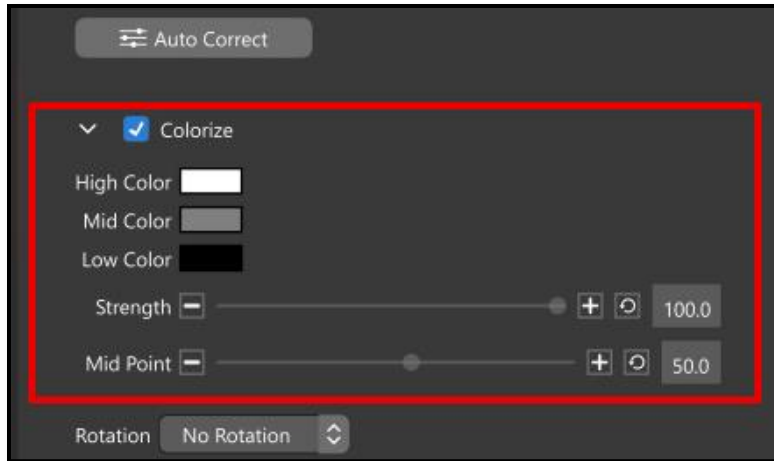 Auto Correct
Colorize
High Color
Mid Color
Low Color
Strength 100.0
Mid Point 50.0
Rotation No Rotation